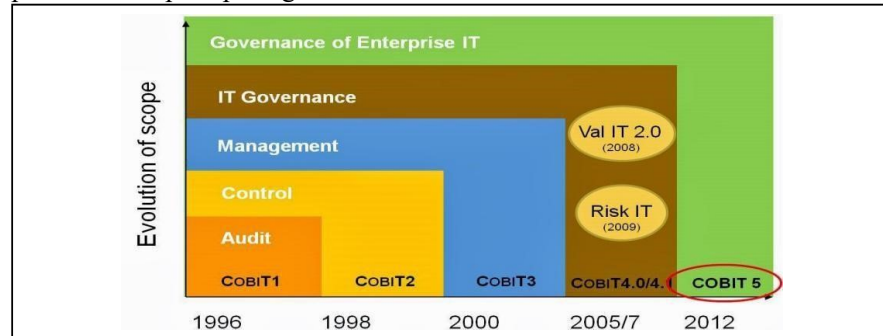 Governance of Enterprise IT
IT Governance
Val IT 2.0
(2008)
Management
Control
Risk IT
(2009)
Audit
COBIT1 COBIT2 COBIT3 COBIT4.0/4.1 COBIT 5
1996 1998 2000 2005/7 2012
Evolution of scope